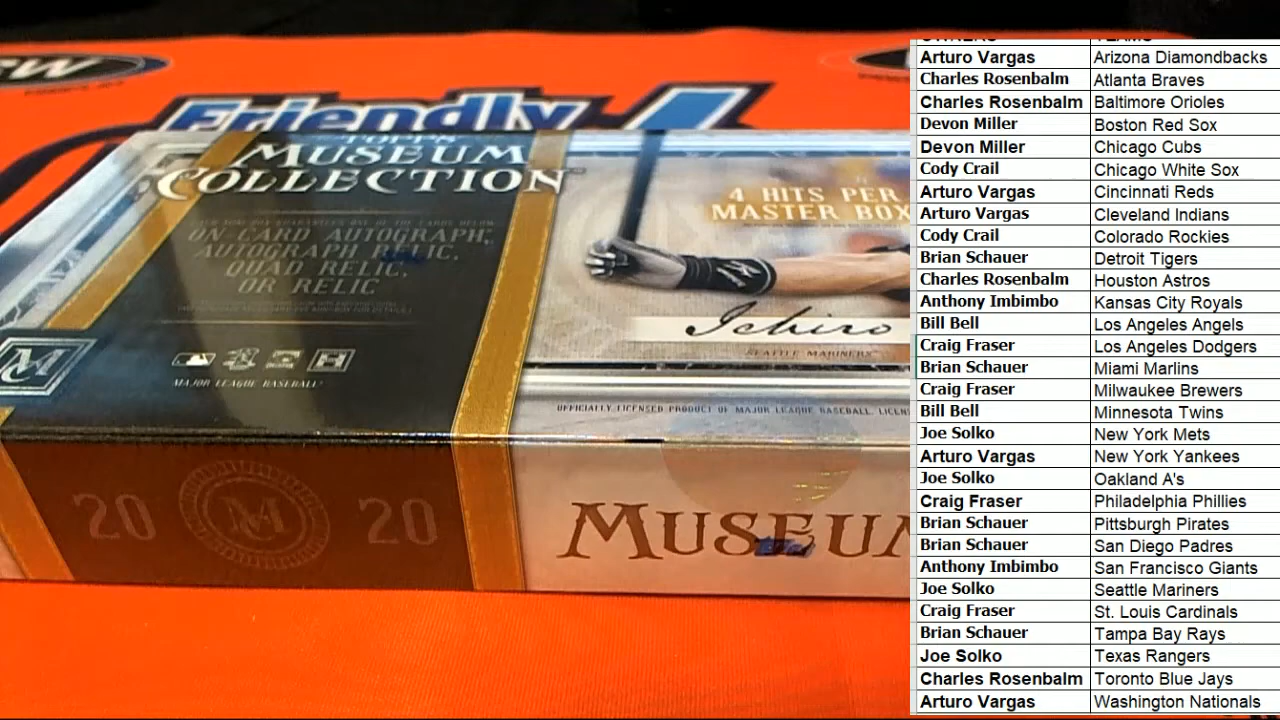 Friendly
TOPPS
MUSEUM
COLLECTION
ON-CARD AUTOGRAPH,
AUTOGRAPH RELIC,
QUAD RELIC,
OR RELIC
MC
MAJOR LEAGUE BASEBALL
4 HITS PER
MASTER BOX
Ichiro
SEATTLE MARINERS
OFFICIALLY LICENSED PRODUCT OF MAJOR LEAGUE BASEBALL.
20 20
MUSEUM
OWNERS TEAMS
Arturo Vargas Arizona Diamondbacks
Charles Rosenbalm Atlanta Braves
Charles Rosenbalm Baltimore Orioles
Devon Miller Boston Red Sox
Devon Miller Chicago Cubs
Cody Crail Chicago White Sox
Arturo Vargas Cincinnati Reds
Arturo Vargas Cleveland Indians
Cody Crail Colorado Rockies
Brian Schauer Detroit Tigers
Charles Rosenbalm Houston Astros
Anthony Imbimbo Kansas City Royals
Bill Bell Los Angeles Angels
Craig Fraser Los Angeles Dodgers
Brian Schauer Miami Marlins
Craig Fraser Milwaukee Brewers
Bill Bell Minnesota Twins
Joe Solko New York Mets
Arturo Vargas New York Yankees
Joe Solko Oakland A's
Craig Fraser Philadelphia Phillies
Brian Schauer Pittsburgh Pirates
Brian Schauer San Diego Padres
Anthony Imbimbo San Francisco Giants
Joe Solko Seattle Mariners
Craig Fraser St. Louis Cardinals
Brian Schauer Tampa Bay Rays
Joe Solko Texas Rangers
Charles Rosenbalm Toronto Blue Jays
Arturo Vargas Washington Nationals